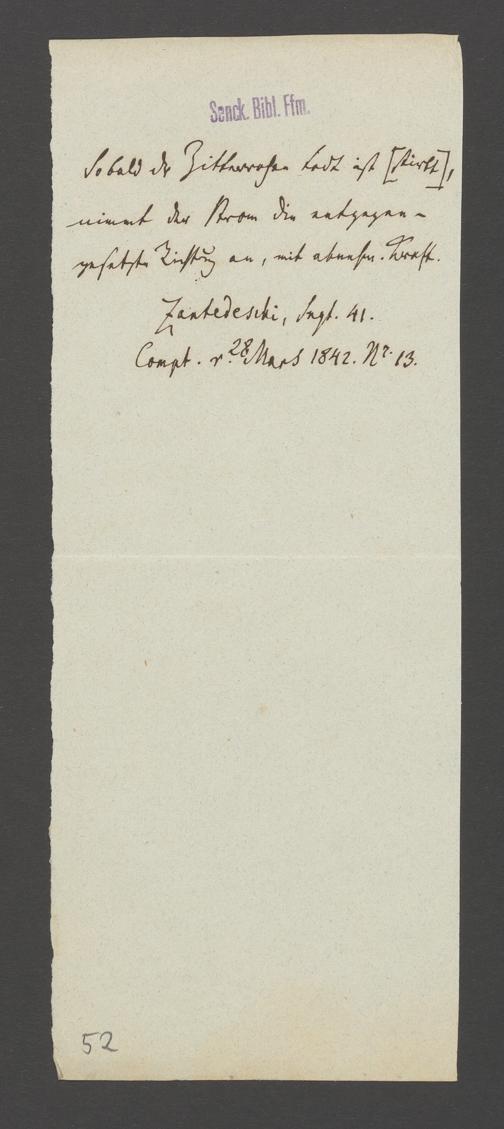 Senck. Bibl. Ffm.
Sobald der Zitterrochen todt ist [stirbt],
nimmt der Strom die entgegen-
gesetzte Richtung an, mit abnehm. Kraft.
Zantedeschi, Sept. 41.
Compt. r. 28 Mars 1842. Nr. 13.
52